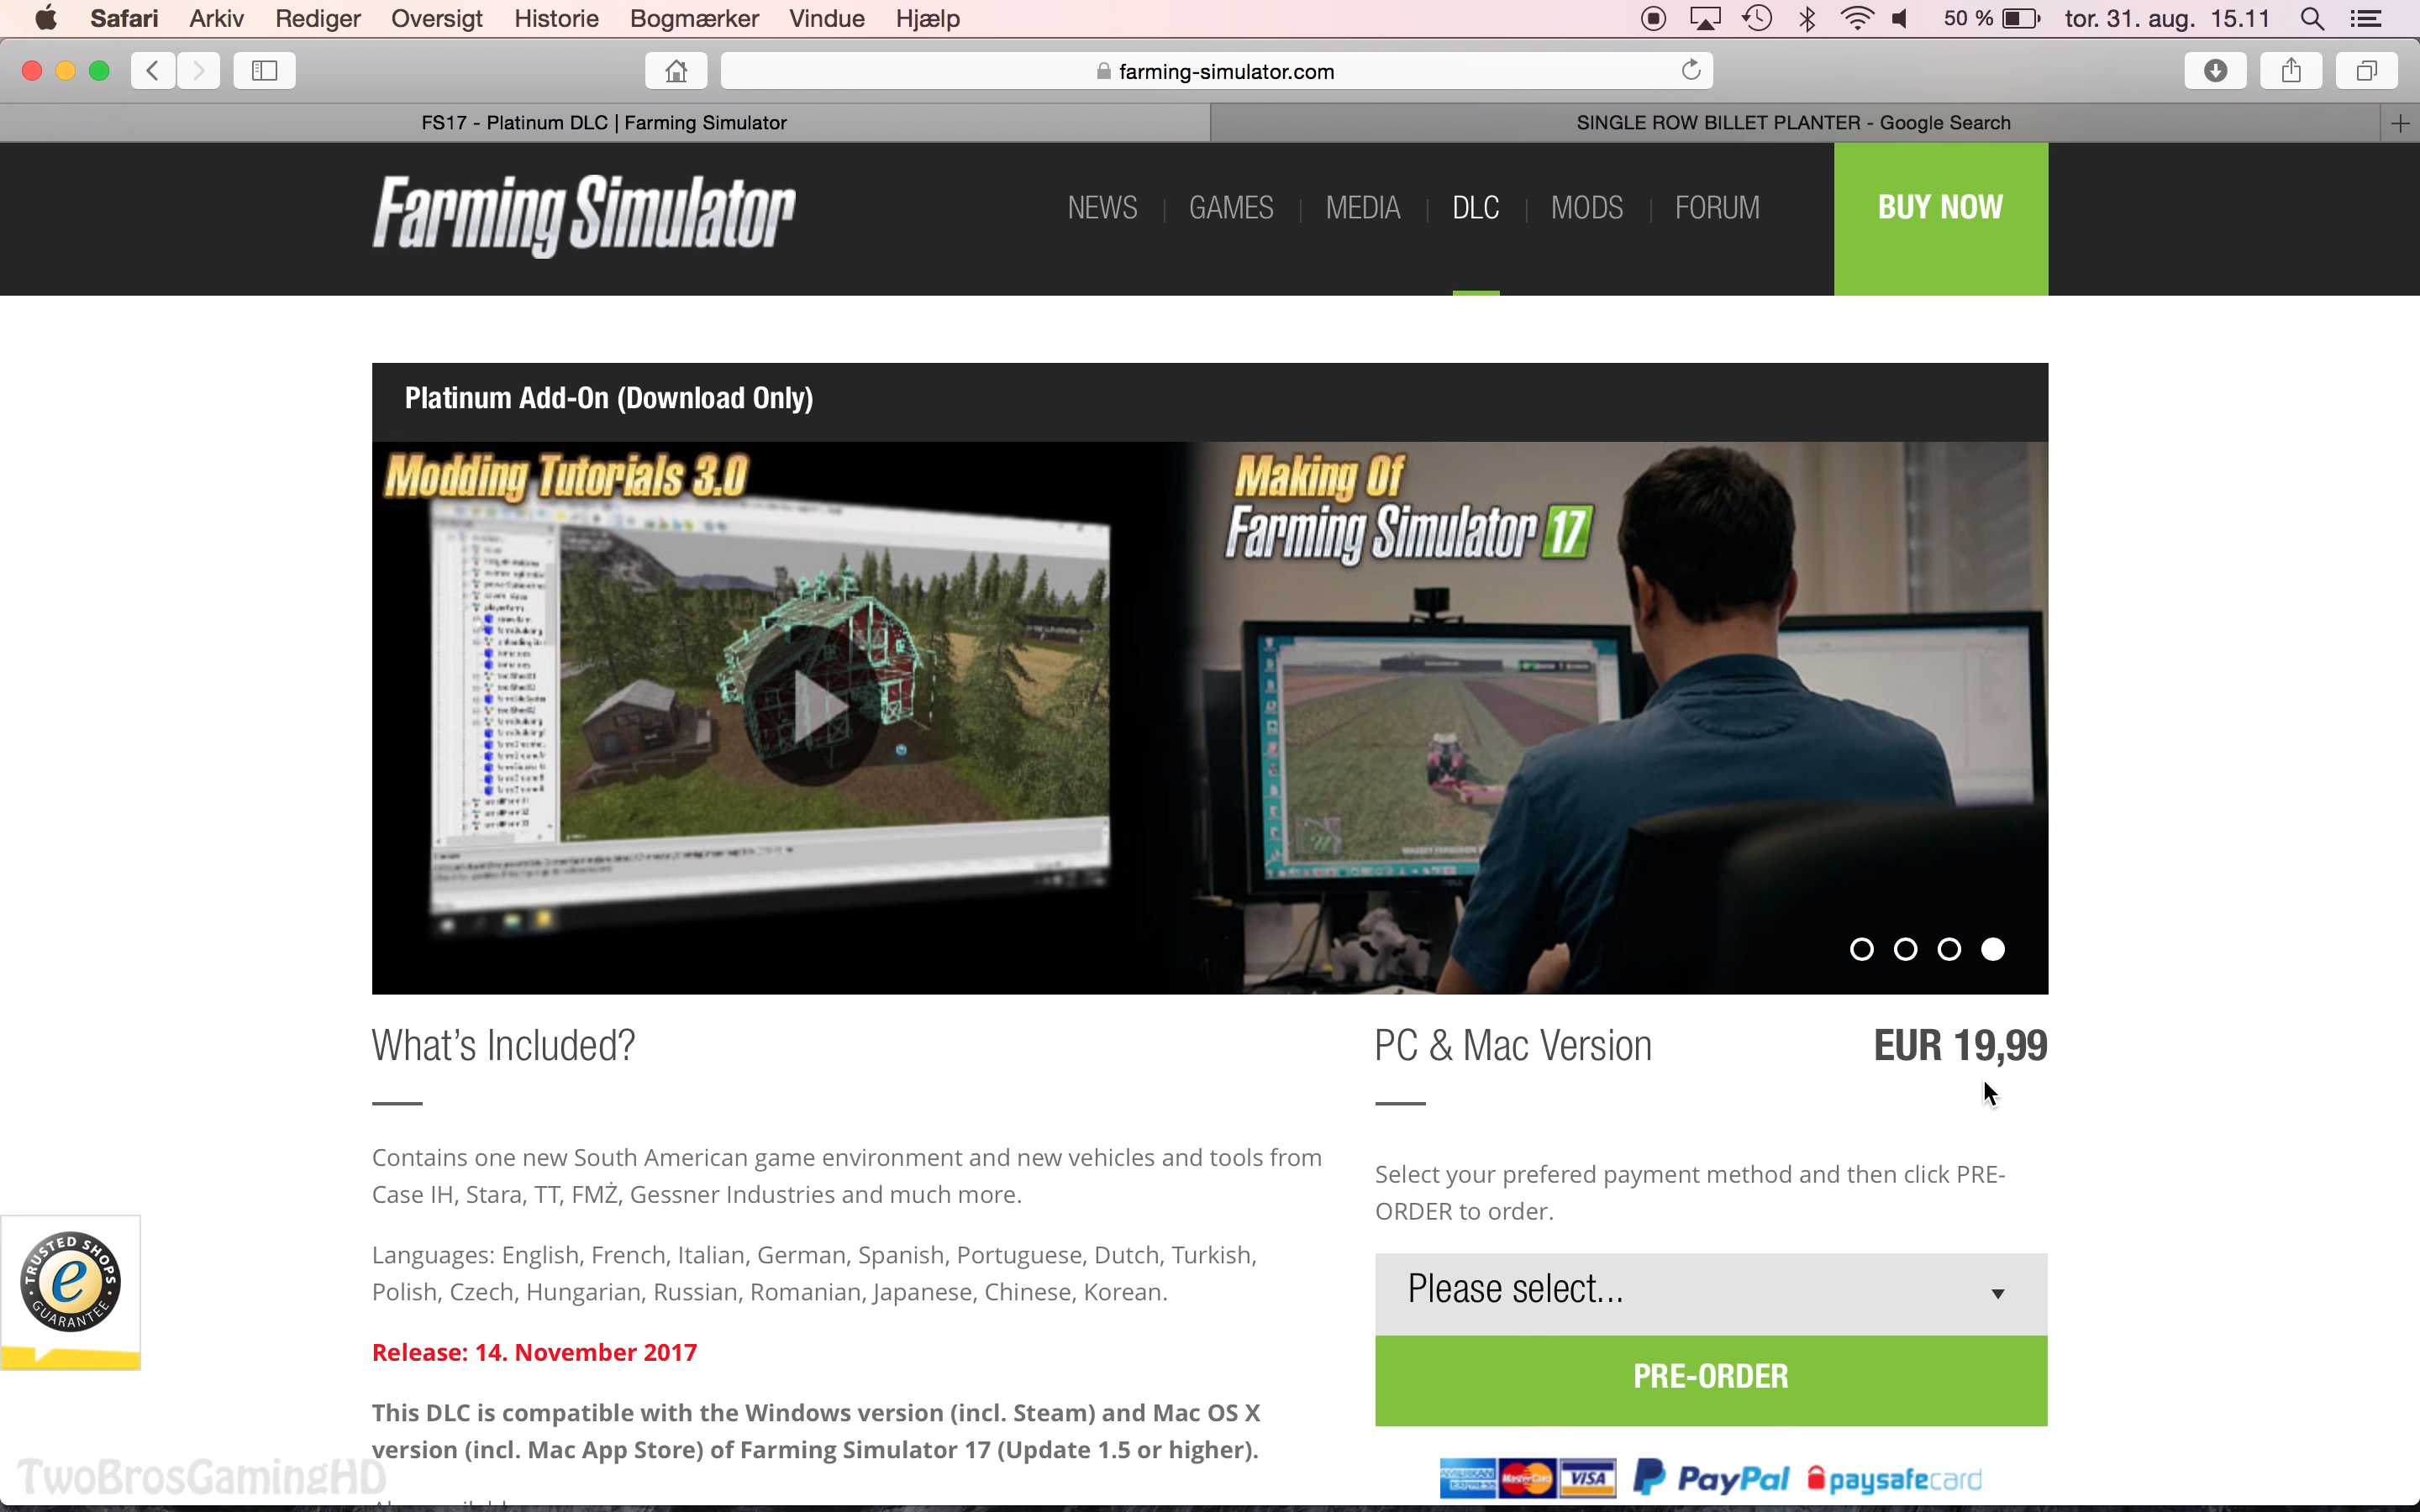 Safari Arkiv Rediger Oversigt Historie Bogmærker Vindue Hjælp 50 % tor. 31. aug. 15.11
farming-simulator.com
FS17 - Platinum DLC | Farming Simulator SINGLE ROW BILLET PLANTER - Google Search
Farming Simulator NEWS GAMES MEDIA DLC MODS FORUM BUY NOW
Platinum Add-On (Download Only)
Modding Tutorials 3.0
Making Of
Farming Simulator 17
What's Included?
Contains one new South American game environment and new vehicles and tools from
Case IH, Stara, TT, FMŻ, Gessner Industries and much more.
Languages: English, French, Italian, German, Spanish, Portuguese, Dutch, Turkish,
Polish, Czech, Hungarian, Russian, Romanian, Japanese, Chinese, Korean.
Release: 14. November 2017
This DLC is compatible with the Windows version (incl. Steam) and Mac OS X
version (incl. Mac App Store) of Farming Simulator 17 (Update 1.5 or higher).
PC & Mac Version EUR 19,99
Select your prefered payment method and then click PRE-
ORDER to order.
Please select...
PRE-ORDER
AMERICAN EXPRESS MasterCard VISA PayPal paysafecard
TRUSTED SHOPS
e
GUARANTEE
TwoBrosGamingHD